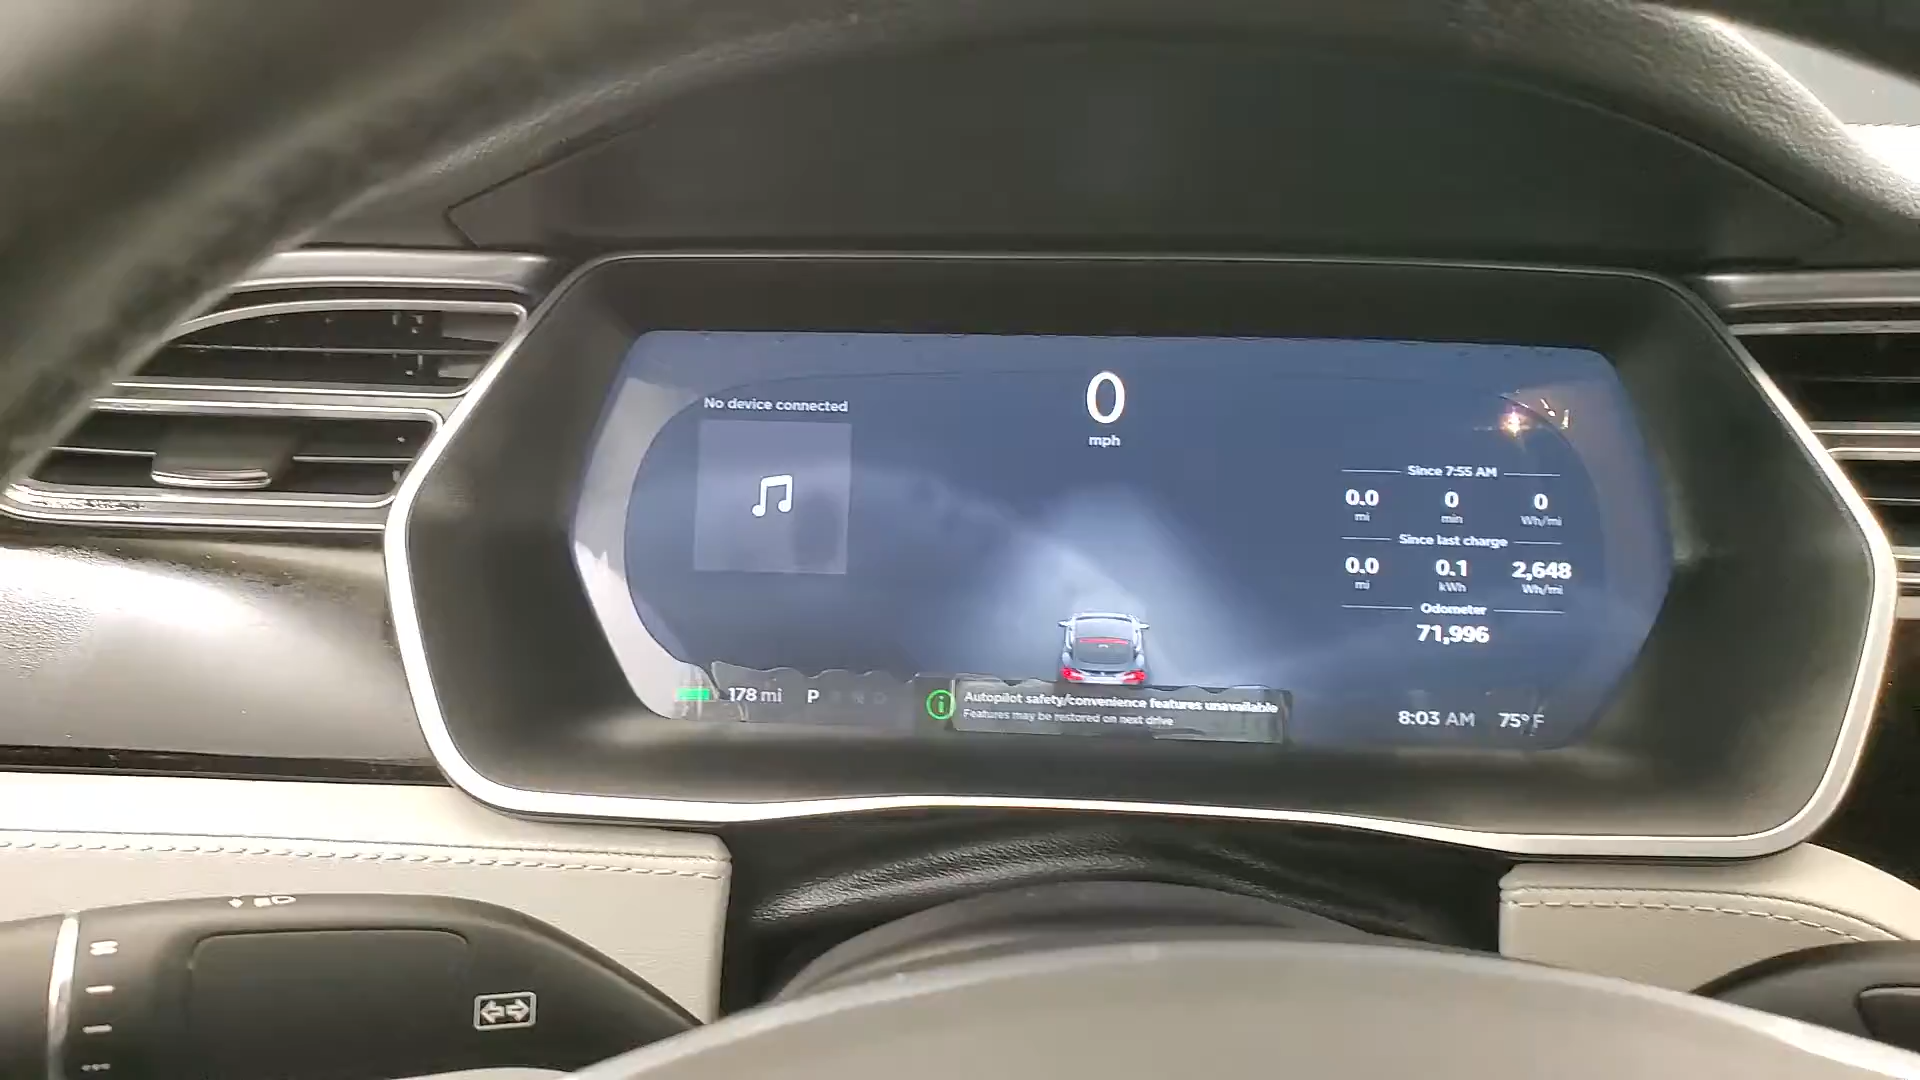 No device connected
0
mph
Since 7:55 AM
0.0 0 0
mi min Wh/mi
Since last charge
0.0 0.1 2,648
mi kWh Wh/mi
Odometer
71,996
178 mi P R N D
Autopilot safety/convenience features unavailable
Features may be restored on next drive
8:03 AM 75°F